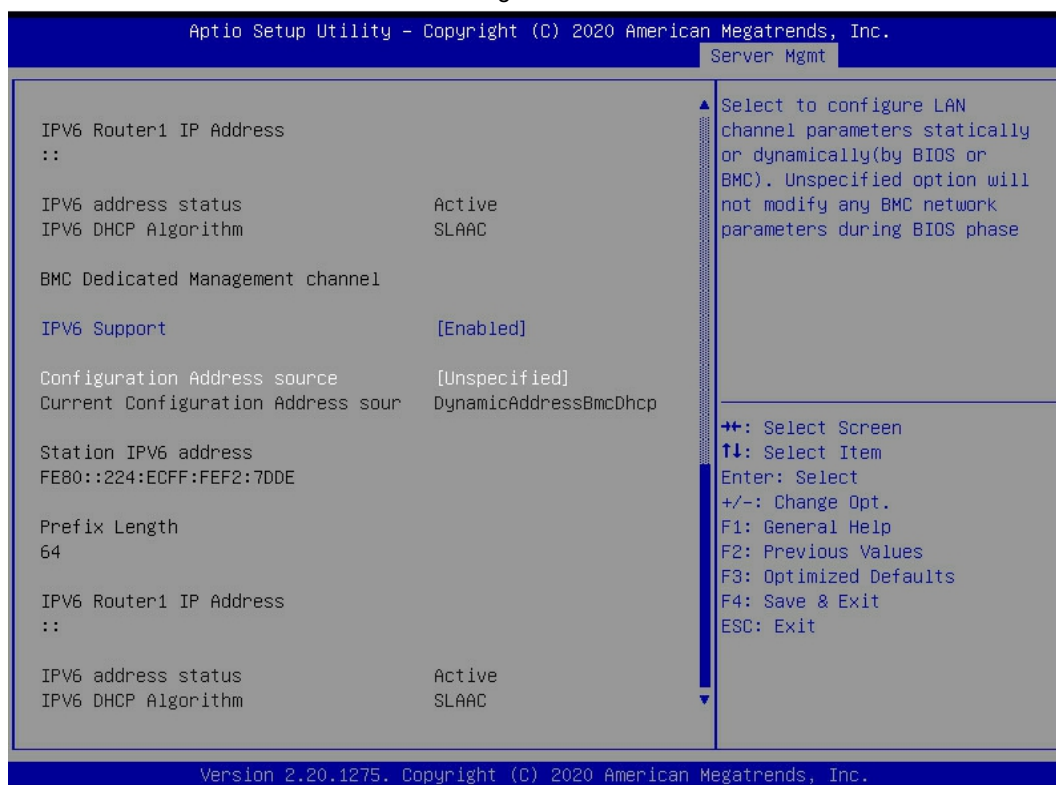 Aptio Setup Utility – Copyright (C) 2020 American Megatrends, Inc.
Server Mgmt
IPV6 Router1 IP Address
::
IPV6 address status Active
IPV6 DHCP Algorithm SLAAC
BMC Dedicated Management channel
IPV6 Support [Enabled]
Configuration Address source [Unspecified]
Current Configuration Address sour DynamicAddressBmcDhcp
Station IPV6 address
FE80::224:ECFF:FEF2:7DDE
Prefix Length
64
IPV6 Router1 IP Address
::
IPV6 address status Active
IPV6 DHCP Algorithm SLAAC
Select to configure LAN
channel parameters statically
or dynamically(by BIOS or
BMC). Unspecified option will
not modify any BMC network
parameters during BIOS phase
→←: Select Screen
↑↓: Select Item
Enter: Select
+/-: Change Opt.
F1: General Help
F2: Previous Values
F3: Optimized Defaults
F4: Save & Exit
ESC: Exit
Version 2.20.1275. Copyright (C) 2020 American Megatrends, Inc.